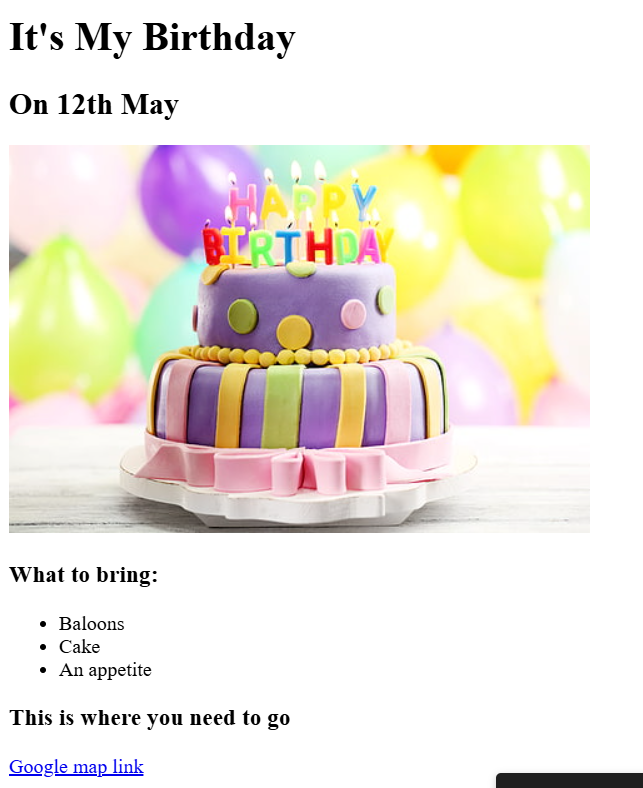 It's My Birthday
On 12th May
HAPPY
BIRTHDAY
What to bring:
Baloons
Cake
An appetite
This is where you need to go
Google map link